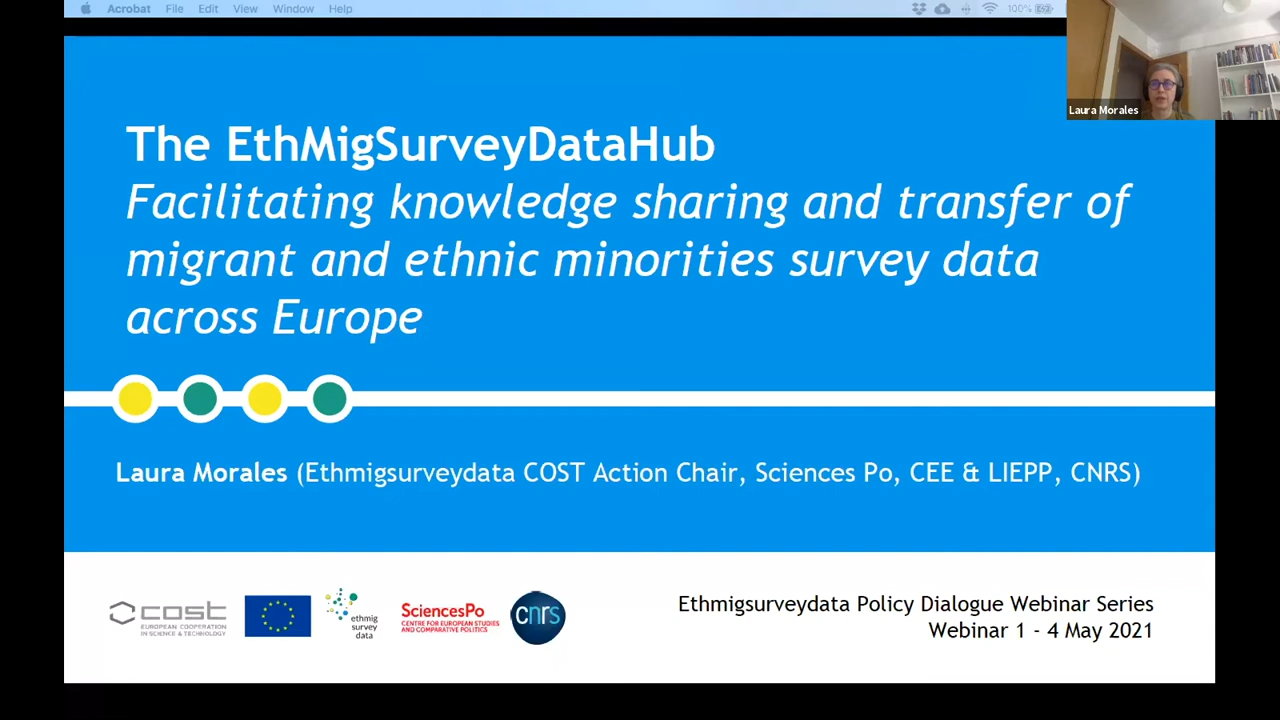 Acrobat File Edit View Window Help 100%
Laura Morales
The EthMigSurveyDataHub
Facilitating knowledge sharing and transfer of
migrant and ethnic minorities survey data
across Europe
Laura Morales (Ethmigsurveydata COST Action Chair, Sciences Po, CEE & LIEPP, CNRS)
cost
EUROPEAN COOPERATION
IN SCIENCE & TECHNOLOGY
ethmig
survey
data
SciencesPo
CENTRE FOR EUROPEAN STUDIES
AND COMPARATIVE POLITICS
cnrs
Ethmigsurveydata Policy Dialogue Webinar Series
Webinar 1 - 4 May 2021